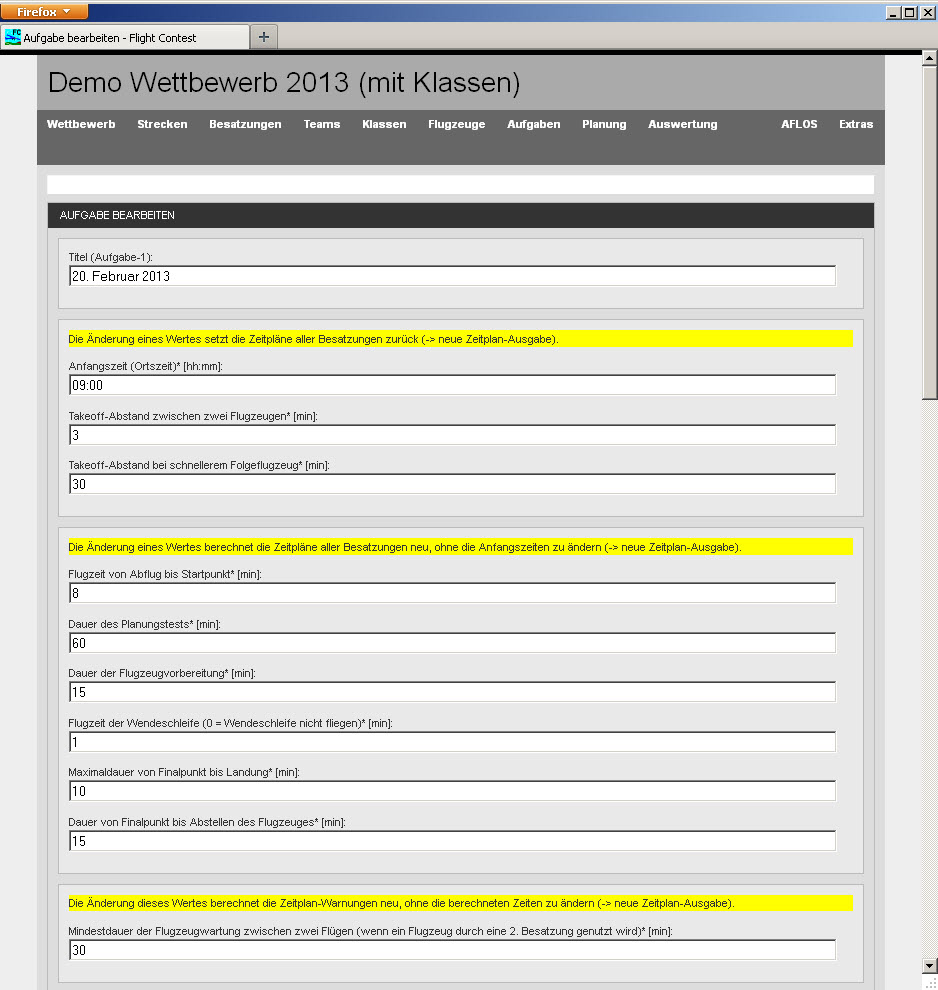 Firefox
Aufgabe bearbeiten - Flight Contest
Demo Wettbewerb 2013 (mit Klassen)
Wettbewerb Strecken Besatzungen Teams Klassen Flugzeuge Aufgaben Planung Auswertung AFLOS Extras
AUFGABE BEARBEITEN
Titel (Aufgabe-1):
20. Februar 2013
Die Änderung eines Wertes setzt die Zeitpläne aller Besatzungen zurück (-> neue Zeitplan-Ausgabe).
Anfangszeit (Ortszeit)* [hh:mm]:
09:00
Takeoff-Abstand zwischen zwei Flugzeugen* [min]:
3
Takeoff-Abstand bei schnellerem Folgeflugzeug* [min]:
30
Die Änderung eines Wertes berechnet die Zeitpläne aller Besatzungen neu, ohne die Anfangszeiten zu ändern (-> neue Zeitplan-Ausgabe).
Flugzeit von Abflug bis Startpunkt* [min]:
8
Dauer des Planungstests* [min]:
60
Dauer der Flugzeugvorbereitung* [min]:
15
Flugzeit der Wendeschleife (0 = Wendeschleife nicht fliegen)* [min]:
1
Maximaldauer von Finalpunkt bis Landung* [min]:
10
Dauer von Finalpunkt bis Abstellen des Flugzeuges* [min]:
15
Die Änderung dieses Wertes berechnet die Zeitplan-Warnungen neu, ohne die berechneten Zeiten zu ändern (-> neue Zeitplan-Ausgabe).
Mindestdauer der Flugzeugwartung zwischen zwei Flügen (wenn ein Flugzeug durch eine 2. Besatzung genutzt wird)* [min]:
30